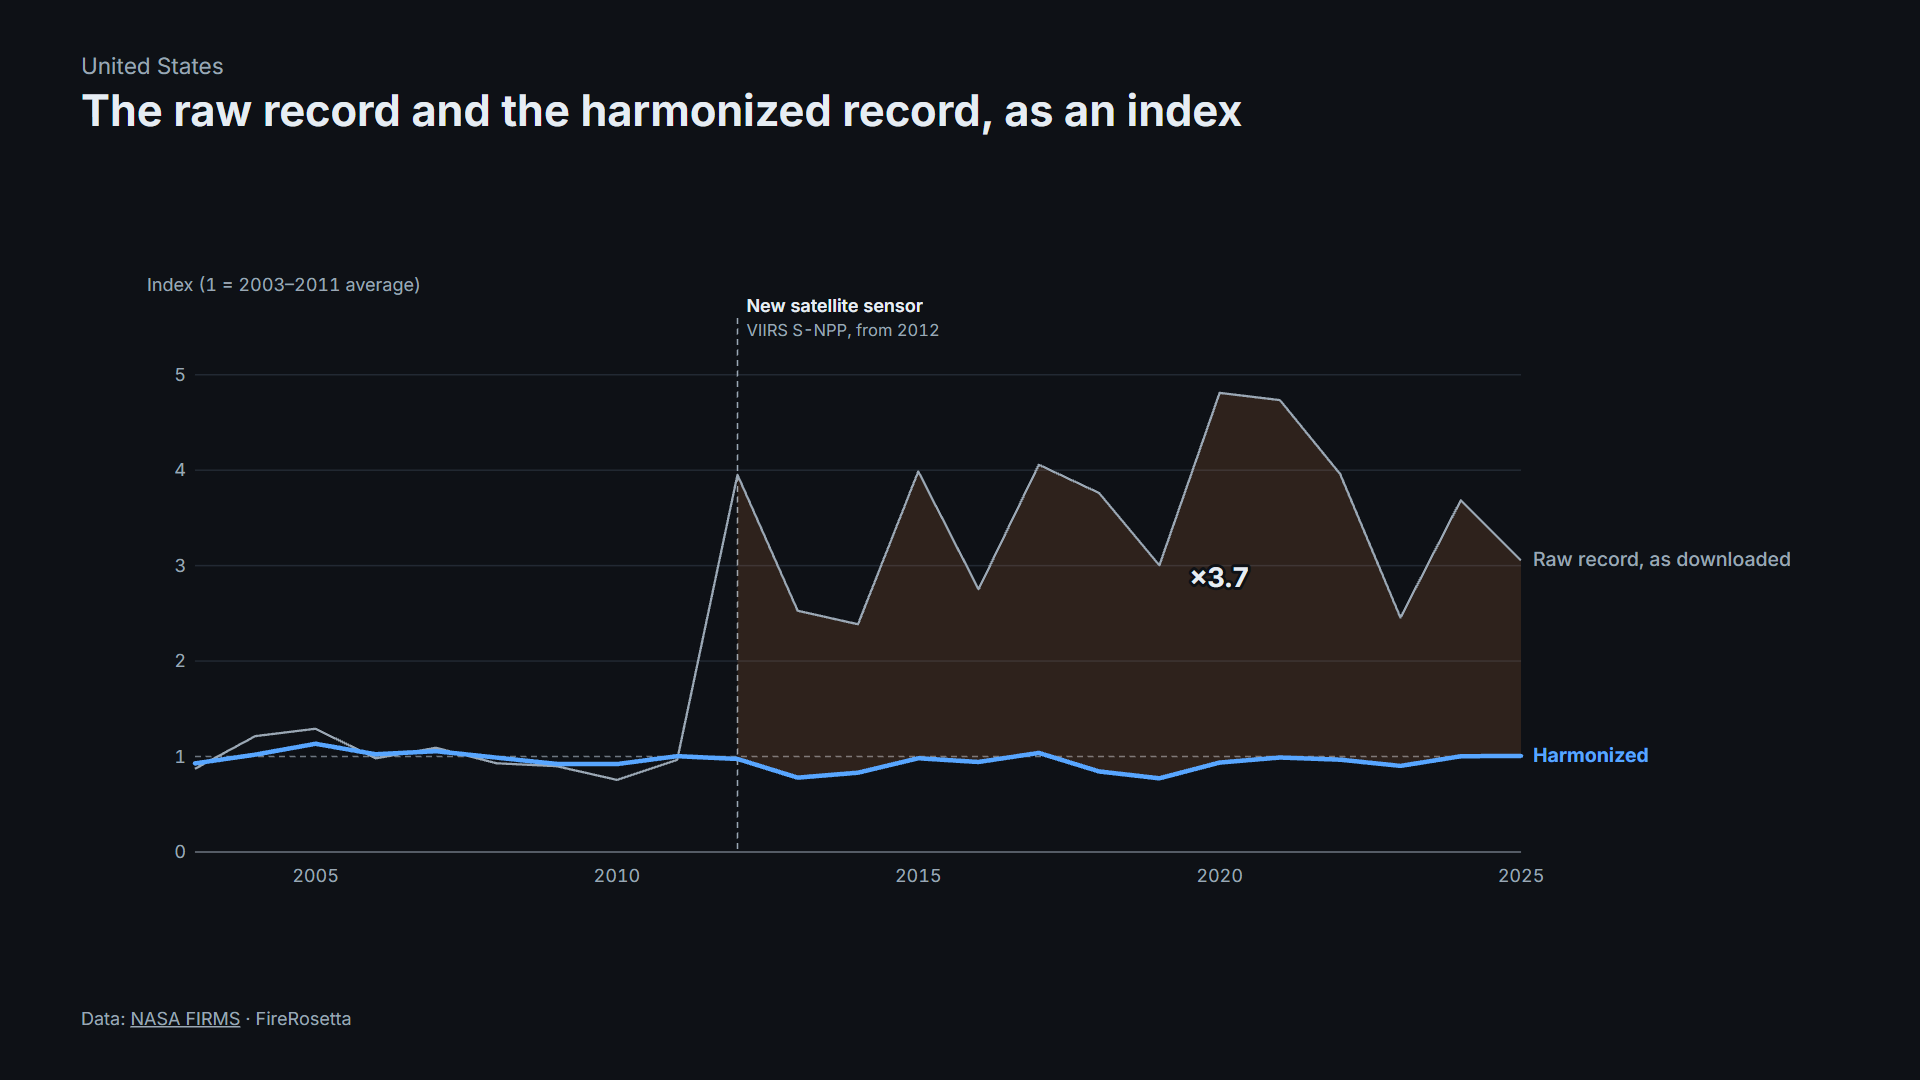 United States
The raw record and the harmonized record, as an index
Index (1 = 2003–2011 average)
New satellite sensor
VIIRS S-NPP, from 2012
5
4
3
2
1
0
×3.7
Raw record, as downloaded
Harmonized
2005
2010
2015
2020
2025
Data: NASA FIRMS · FireRosetta